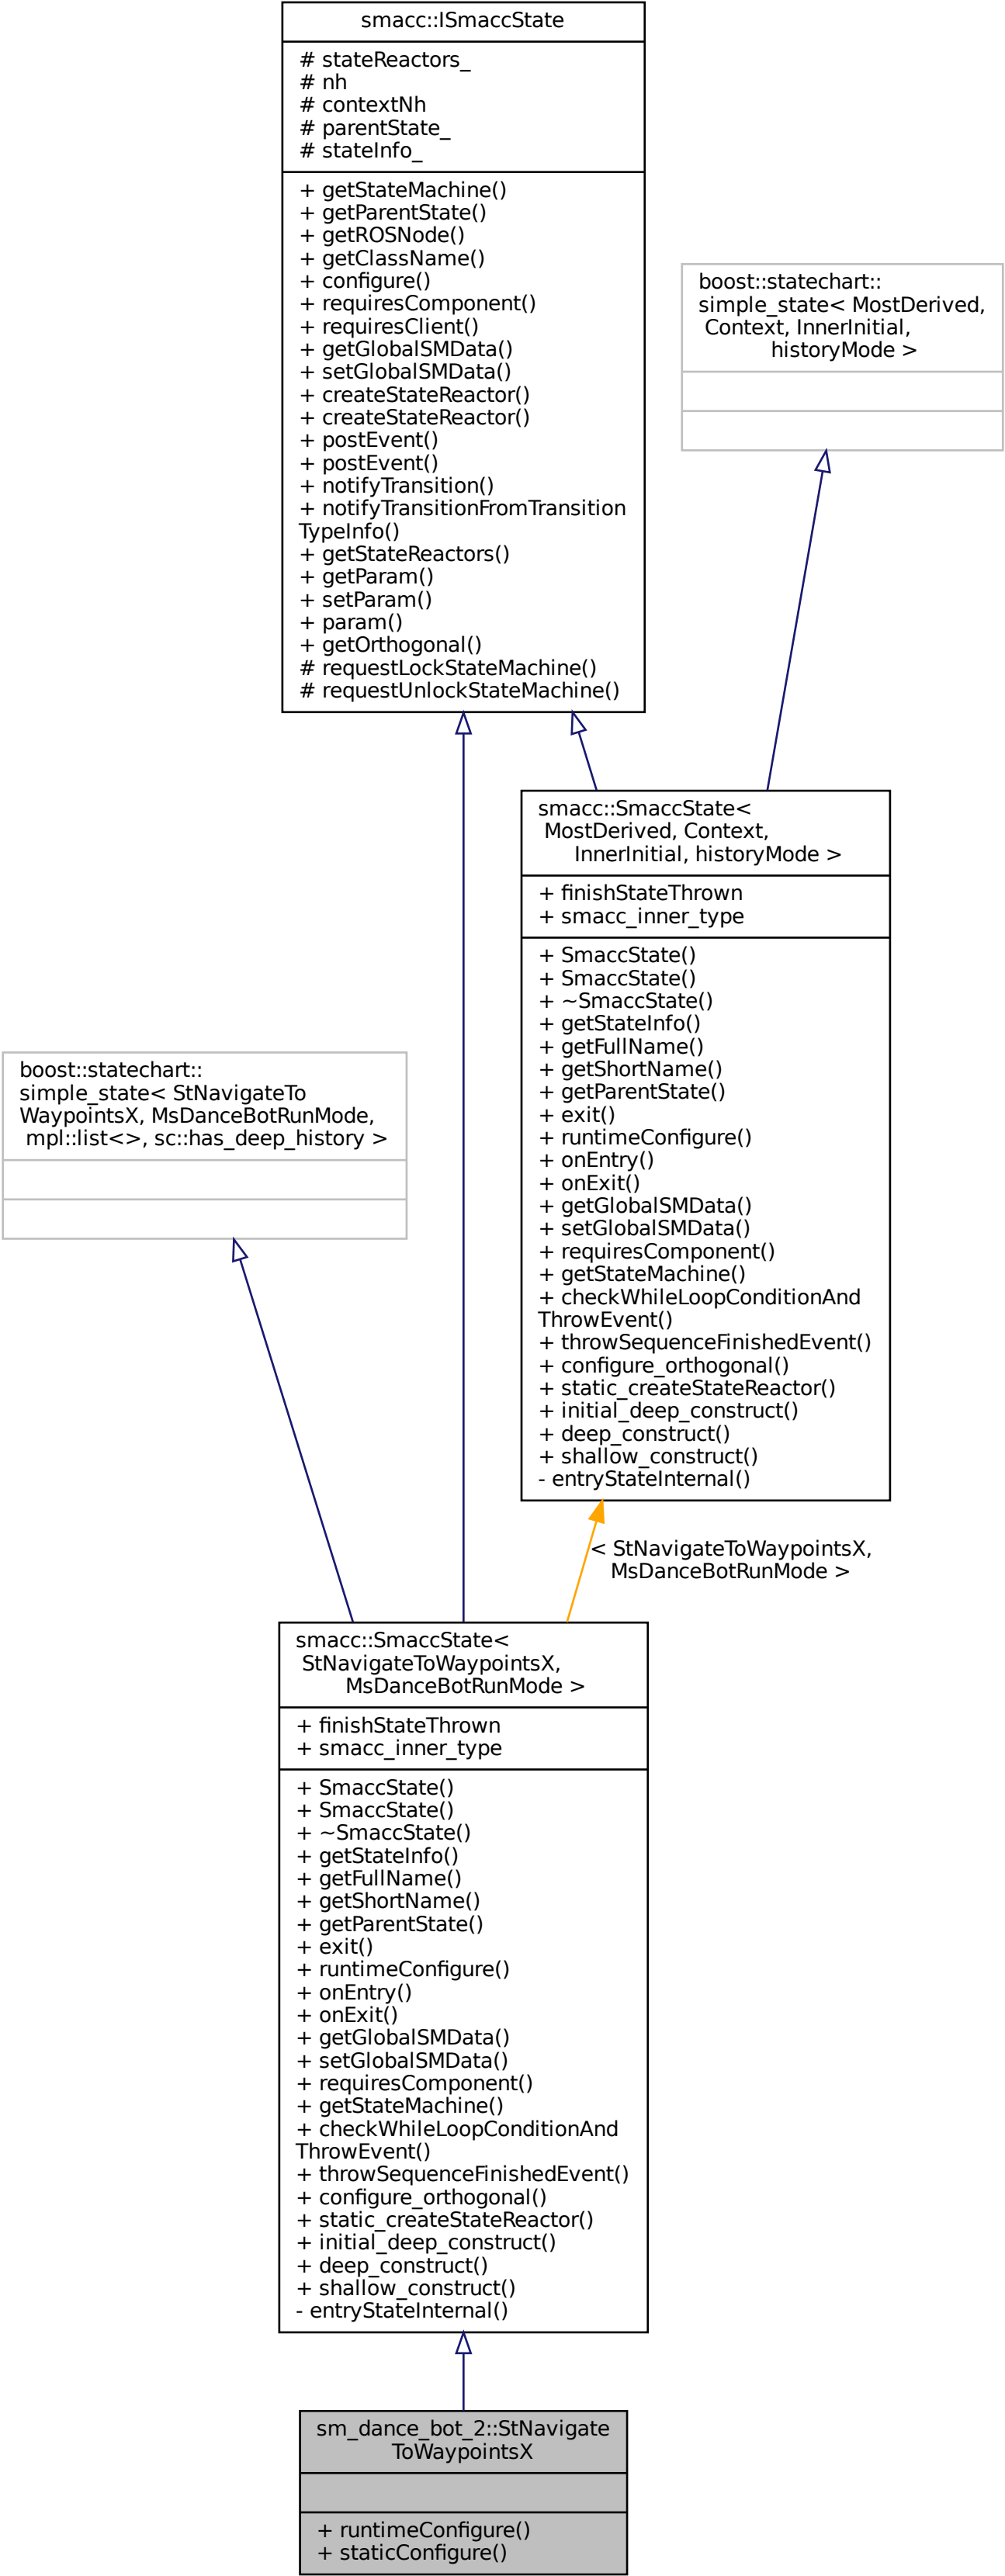 smacc::ISmaccState
# stateReactors_
# nh
# contextNh
# parentState_
# stateInfo_
+ getStateMachine()
+ getParentState()
+ getROSNode()
+ getClassName()
+ configure()
+ requiresComponent()
+ requiresClient()
+ getGlobalSMData()
+ setGlobalSMData()
+ createStateReactor()
+ createStateReactor()
+ postEvent()
+ postEvent()
+ notifyTransition()
+ notifyTransitionFromTransition
TypeInfo()
+ getStateReactors()
+ getParam()
+ setParam()
+ param()
+ getOrthogonal()
# requestLockStateMachine()
# requestUnlockStateMachine()
boost::statechart::
simple_state< MostDerived,
Context, InnerInitial,
historyMode >
smacc::SmaccState<
MostDerived, Context,
InnerInitial, historyMode >
+ finishStateThrown
+ smacc_inner_type
+ SmaccState()
+ SmaccState()
+ ~SmaccState()
+ getStateInfo()
+ getFullName()
+ getShortName()
+ getParentState()
+ exit()
+ runtimeConfigure()
+ onEntry()
+ onExit()
+ getGlobalSMData()
+ setGlobalSMData()
+ requiresComponent()
+ getStateMachine()
+ checkWhileLoopConditionAnd
ThrowEvent()
+ throwSequenceFinishedEvent()
+ configure_orthogonal()
+ static_createStateReactor()
+ initial_deep_construct()
+ deep_construct()
+ shallow_construct()
- entryStateInternal()
boost::statechart::
simple_state< StNavigateTo
WaypointsX, MsDanceBotRunMode,
mpl::list<>, sc::has_deep_history >
< StNavigateToWaypointsX,
MsDanceBotRunMode >
smacc::SmaccState<
StNavigateToWaypointsX,
MsDanceBotRunMode >
+ finishStateThrown
+ smacc_inner_type
+ SmaccState()
+ SmaccState()
+ ~SmaccState()
+ getStateInfo()
+ getFullName()
+ getShortName()
+ getParentState()
+ exit()
+ runtimeConfigure()
+ onEntry()
+ onExit()
+ getGlobalSMData()
+ setGlobalSMData()
+ requiresComponent()
+ getStateMachine()
+ checkWhileLoopConditionAnd
ThrowEvent()
+ throwSequenceFinishedEvent()
+ configure_orthogonal()
+ static_createStateReactor()
+ initial_deep_construct()
+ deep_construct()
+ shallow_construct()
- entryStateInternal()
sm_dance_bot_2::StNavigate
ToWaypointsX
+ runtimeConfigure()
+ staticConfigure()